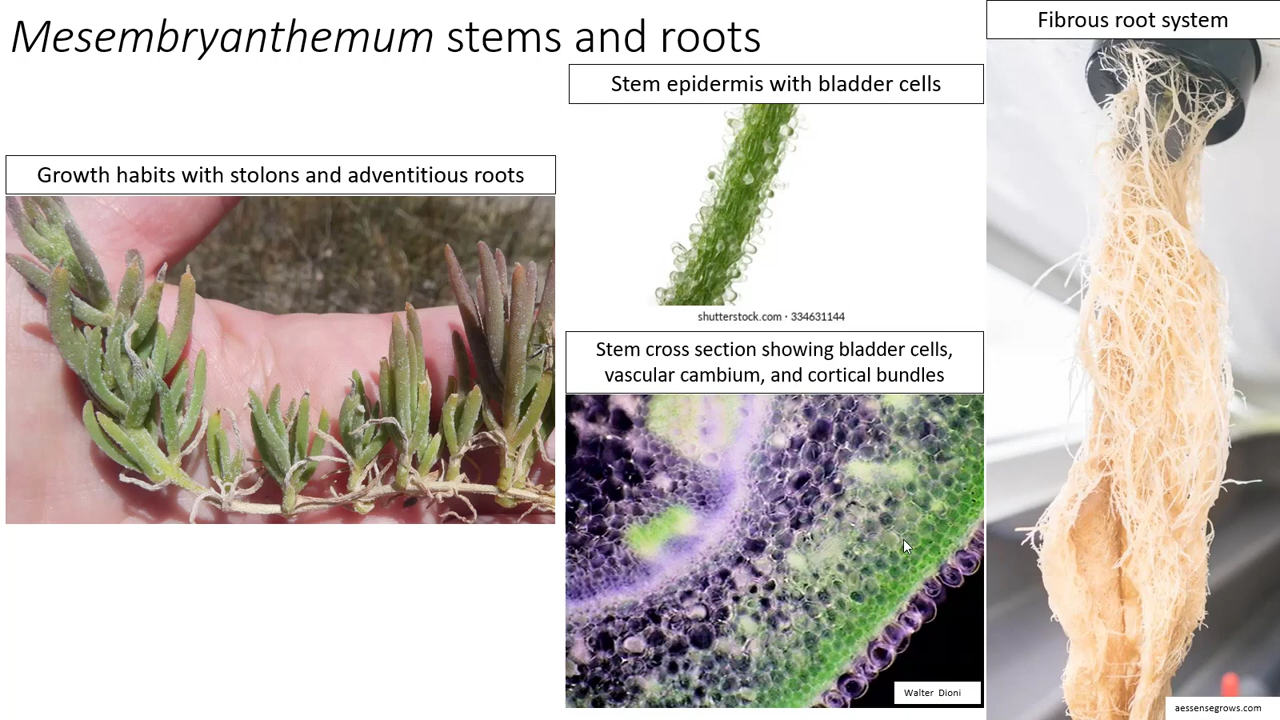 Mesembryanthemum stems and roots
Fibrous root system
Stem epidermis with bladder cells
Growth habits with stolons and adventitious roots
shutterstock.com · 334631144
Stem cross section showing bladder cells,
vascular cambium, and cortical bundles
Walter Dioni
aessensegrows.com